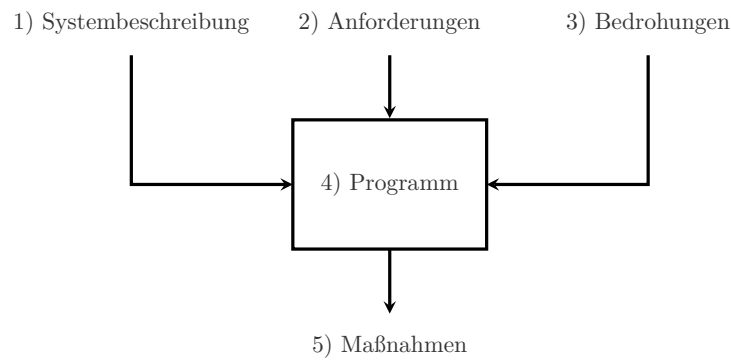 1) Systembeschreibung
2) Anforderungen
3) Bedrohungen
4) Programm
5) Maßnahmen